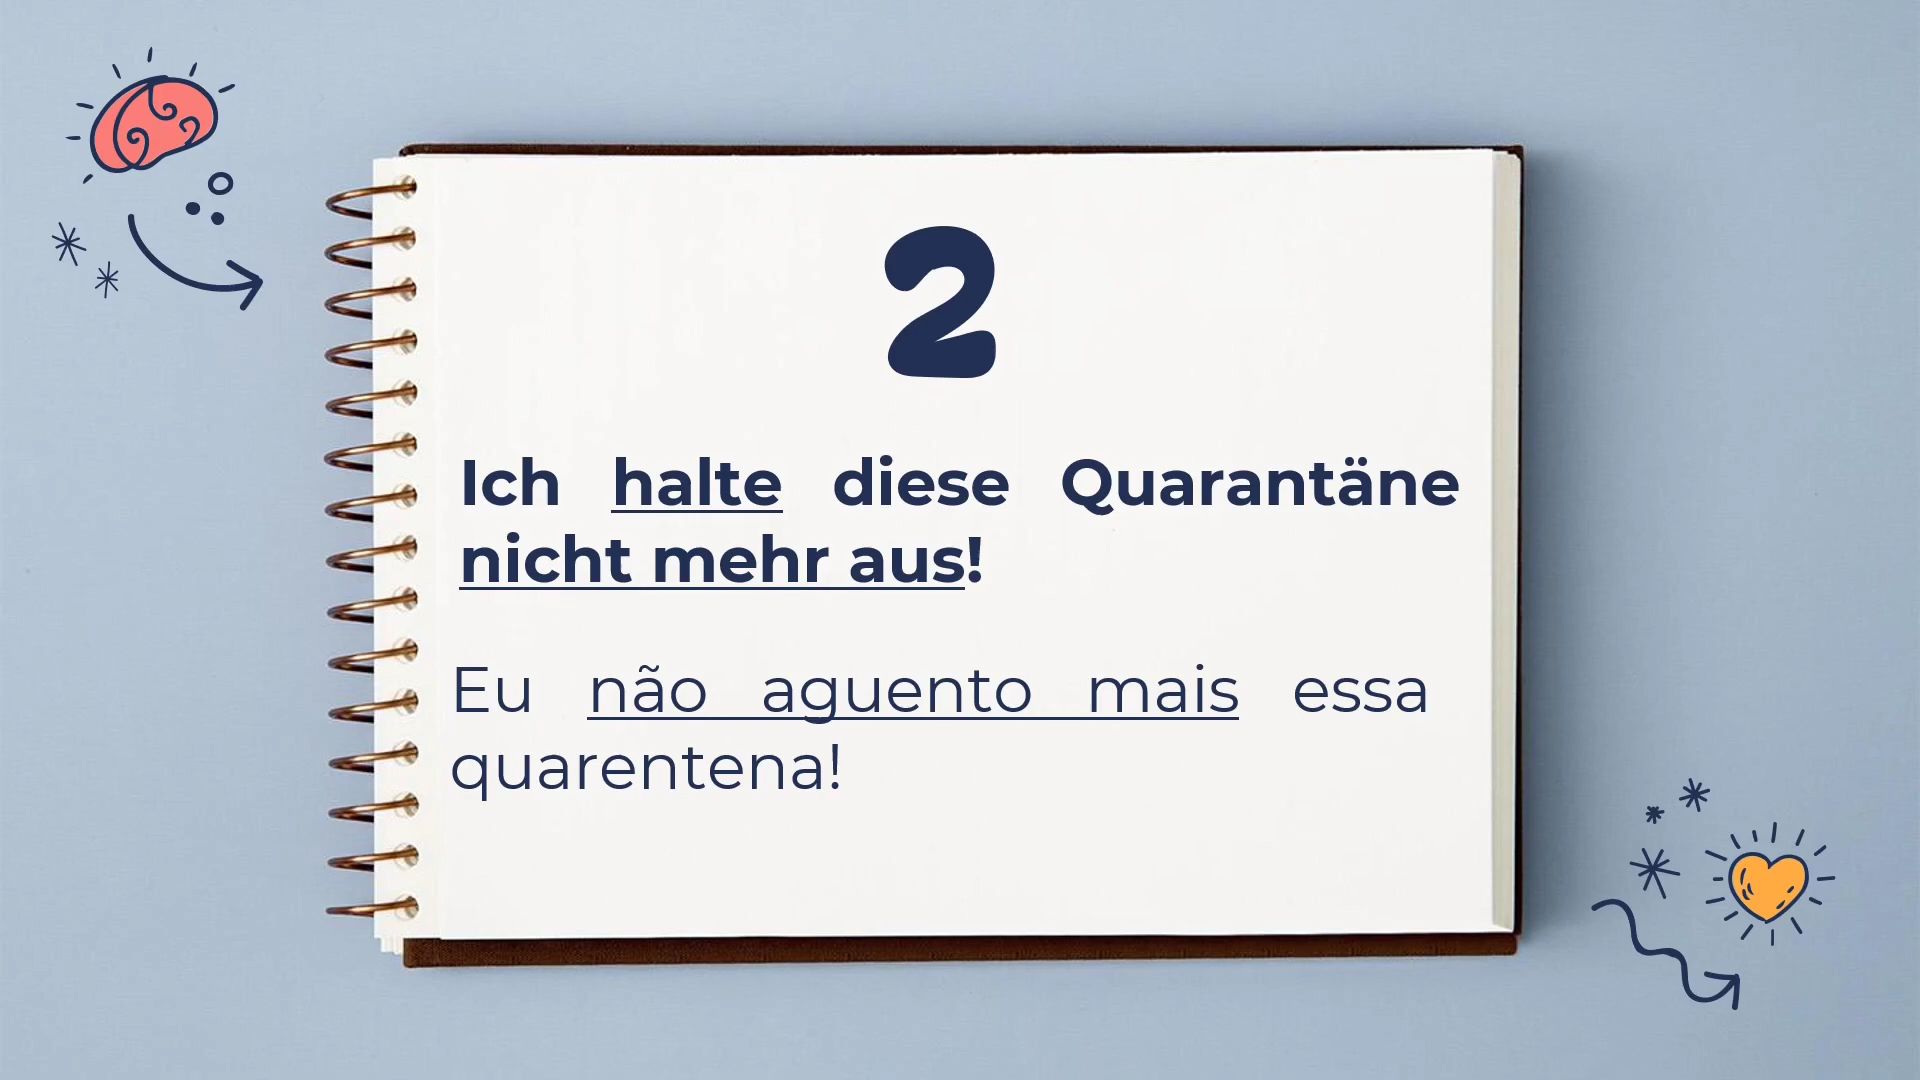 2
Ich halte diese Quarantäne
nicht mehr aus!
Eu não aguento mais essa
quarentena!